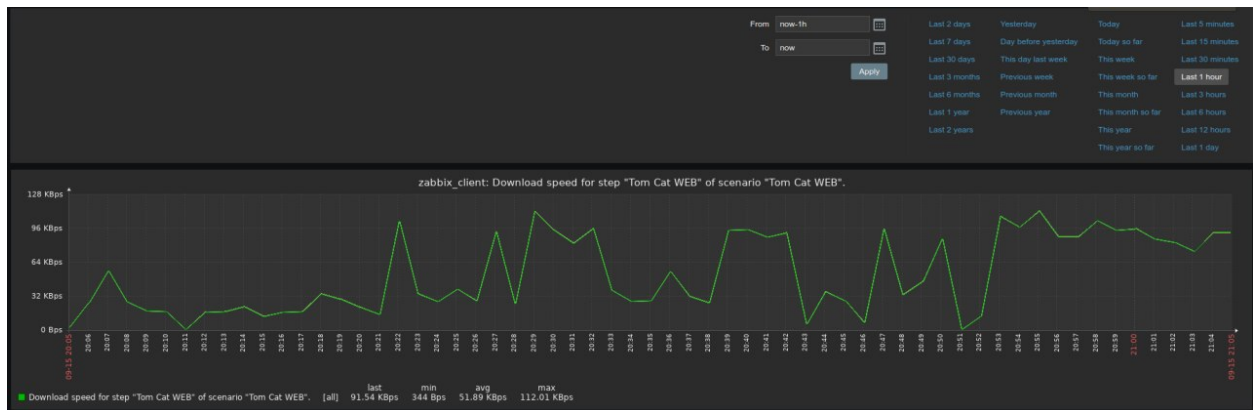 From now-1h
To now
Apply
Last 2 days Yesterday Today Last 5 minutes
Last 7 days Day before yesterday Today so far Last 15 minutes
Last 30 days This day last week This week Last 30 minutes
Last 3 months Previous week This week so far Last 1 hour
Last 6 months Previous month This month Last 3 hours
Last 1 year Previous year This month so far Last 6 hours
Last 2 years This year Last 12 hours
This year so far Last 1 day
zabbix_client: Download speed for step "Tom Cat WEB" of scenario "Tom Cat WEB".
128 KBps
96 KBps
64 KBps
32 KBps
0 Bps
09-15 20:05 20:06 20:07 20:08 20:09 20:10 20:11 20:12 20:13 20:14 20:15 20:16 20:17 20:18 20:19 20:20 20:21 20:22 20:23 20:24 20:25 20:26 20:27 20:28 20:29 20:30 20:31 20:32 20:33 20:34 20:35 20:36 20:37 20:38 20:39 20:40 20:41 20:42 20:43 20:44 20:45 20:46 20:47 20:48 20:49 20:50 20:51 20:52 20:53 20:54 20:55 20:56 20:57 20:58 20:59 21:00 21:01 21:02 21:03 21:04 09-15 21:05
last min avg max
Download speed for step "Tom Cat WEB" of scenario "Tom Cat WEB". [all] 91.54 KBps 344 Bps 51.89 KBps 112.01 KBps